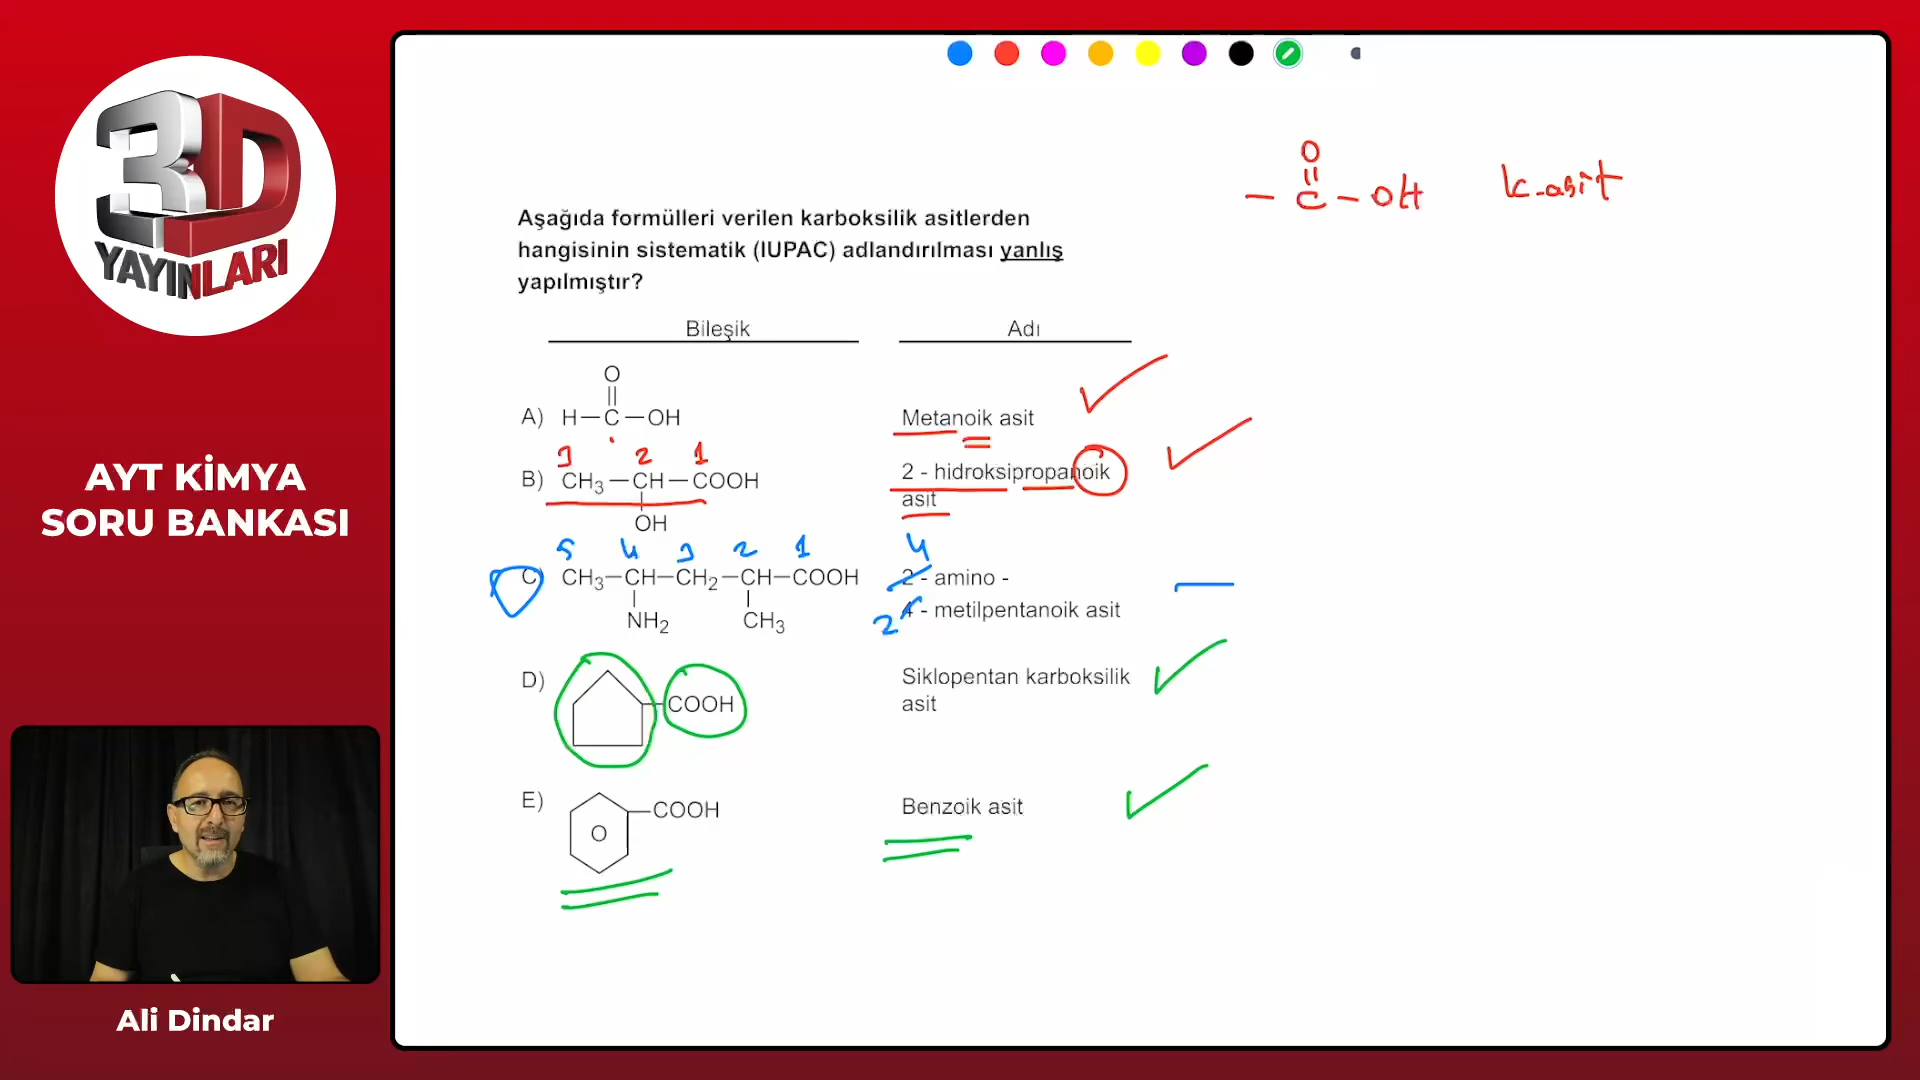 3D
YAYINLARI
AYT KİMYA
SORU BANKASI
Ali Dindar
O
- C - OH
k.asit
Aşağıda formülleri verilen karboksilik asitlerden
hangisinin sistematik (IUPAC) adlandırılması yanlış
yapılmıştır?
Bileşik
Adı
O
A) H—C—OH
Metanoik asit
3 2 1
B) CH3—CH—COOH
OH
2 - hidroksipropanoik
asit
5 4 3 2 1
C) CH3—CH—CH2—CH—COOH
NH2 CH3
4
2 - amino -
2
4 - metilpentanoik asit
D) COOH
Siklopentan karboksilik
asit
E) COOH
O
Benzoik asit